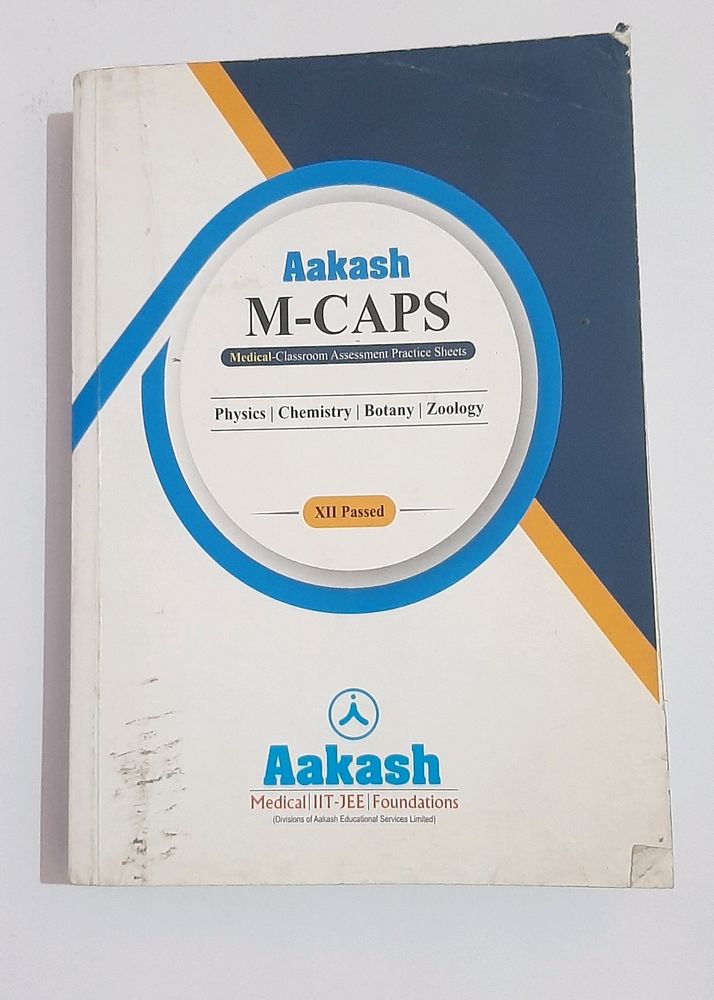 Aakash
M-CAPS
Medical-Classroom Assessment Practice Sheets
Physics | Chemistry | Botany | Zoology
XII Passed
Aakash
Medical|IIT-JEE|Foundations
(Divisions of Aakash Educational Services Limited)